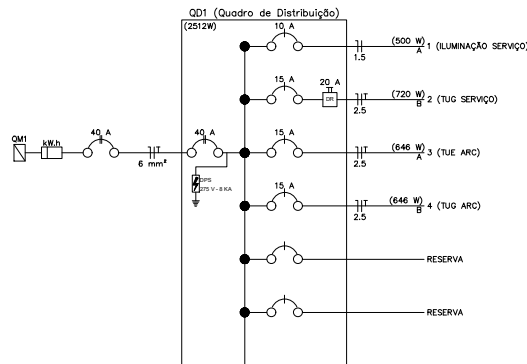 QD1 (Quadro de Distribuição)
(2512W)
10 A
(500 W)
A
1 (ILUMINAÇÃO SERVIÇO)
1.5
15 A
20 A
DR
(720 W)
B
2 (TUG SERVIÇO)
2.5
QM1
kW.h
40 A
6 mm²
40 A
15 A
(646 W)
A
3 (TUE ARC)
2.5
DPS
275 V - 8 KA
15 A
(646 W)
B
4 (TUG ARC)
2.5
RESERVA
RESERVA